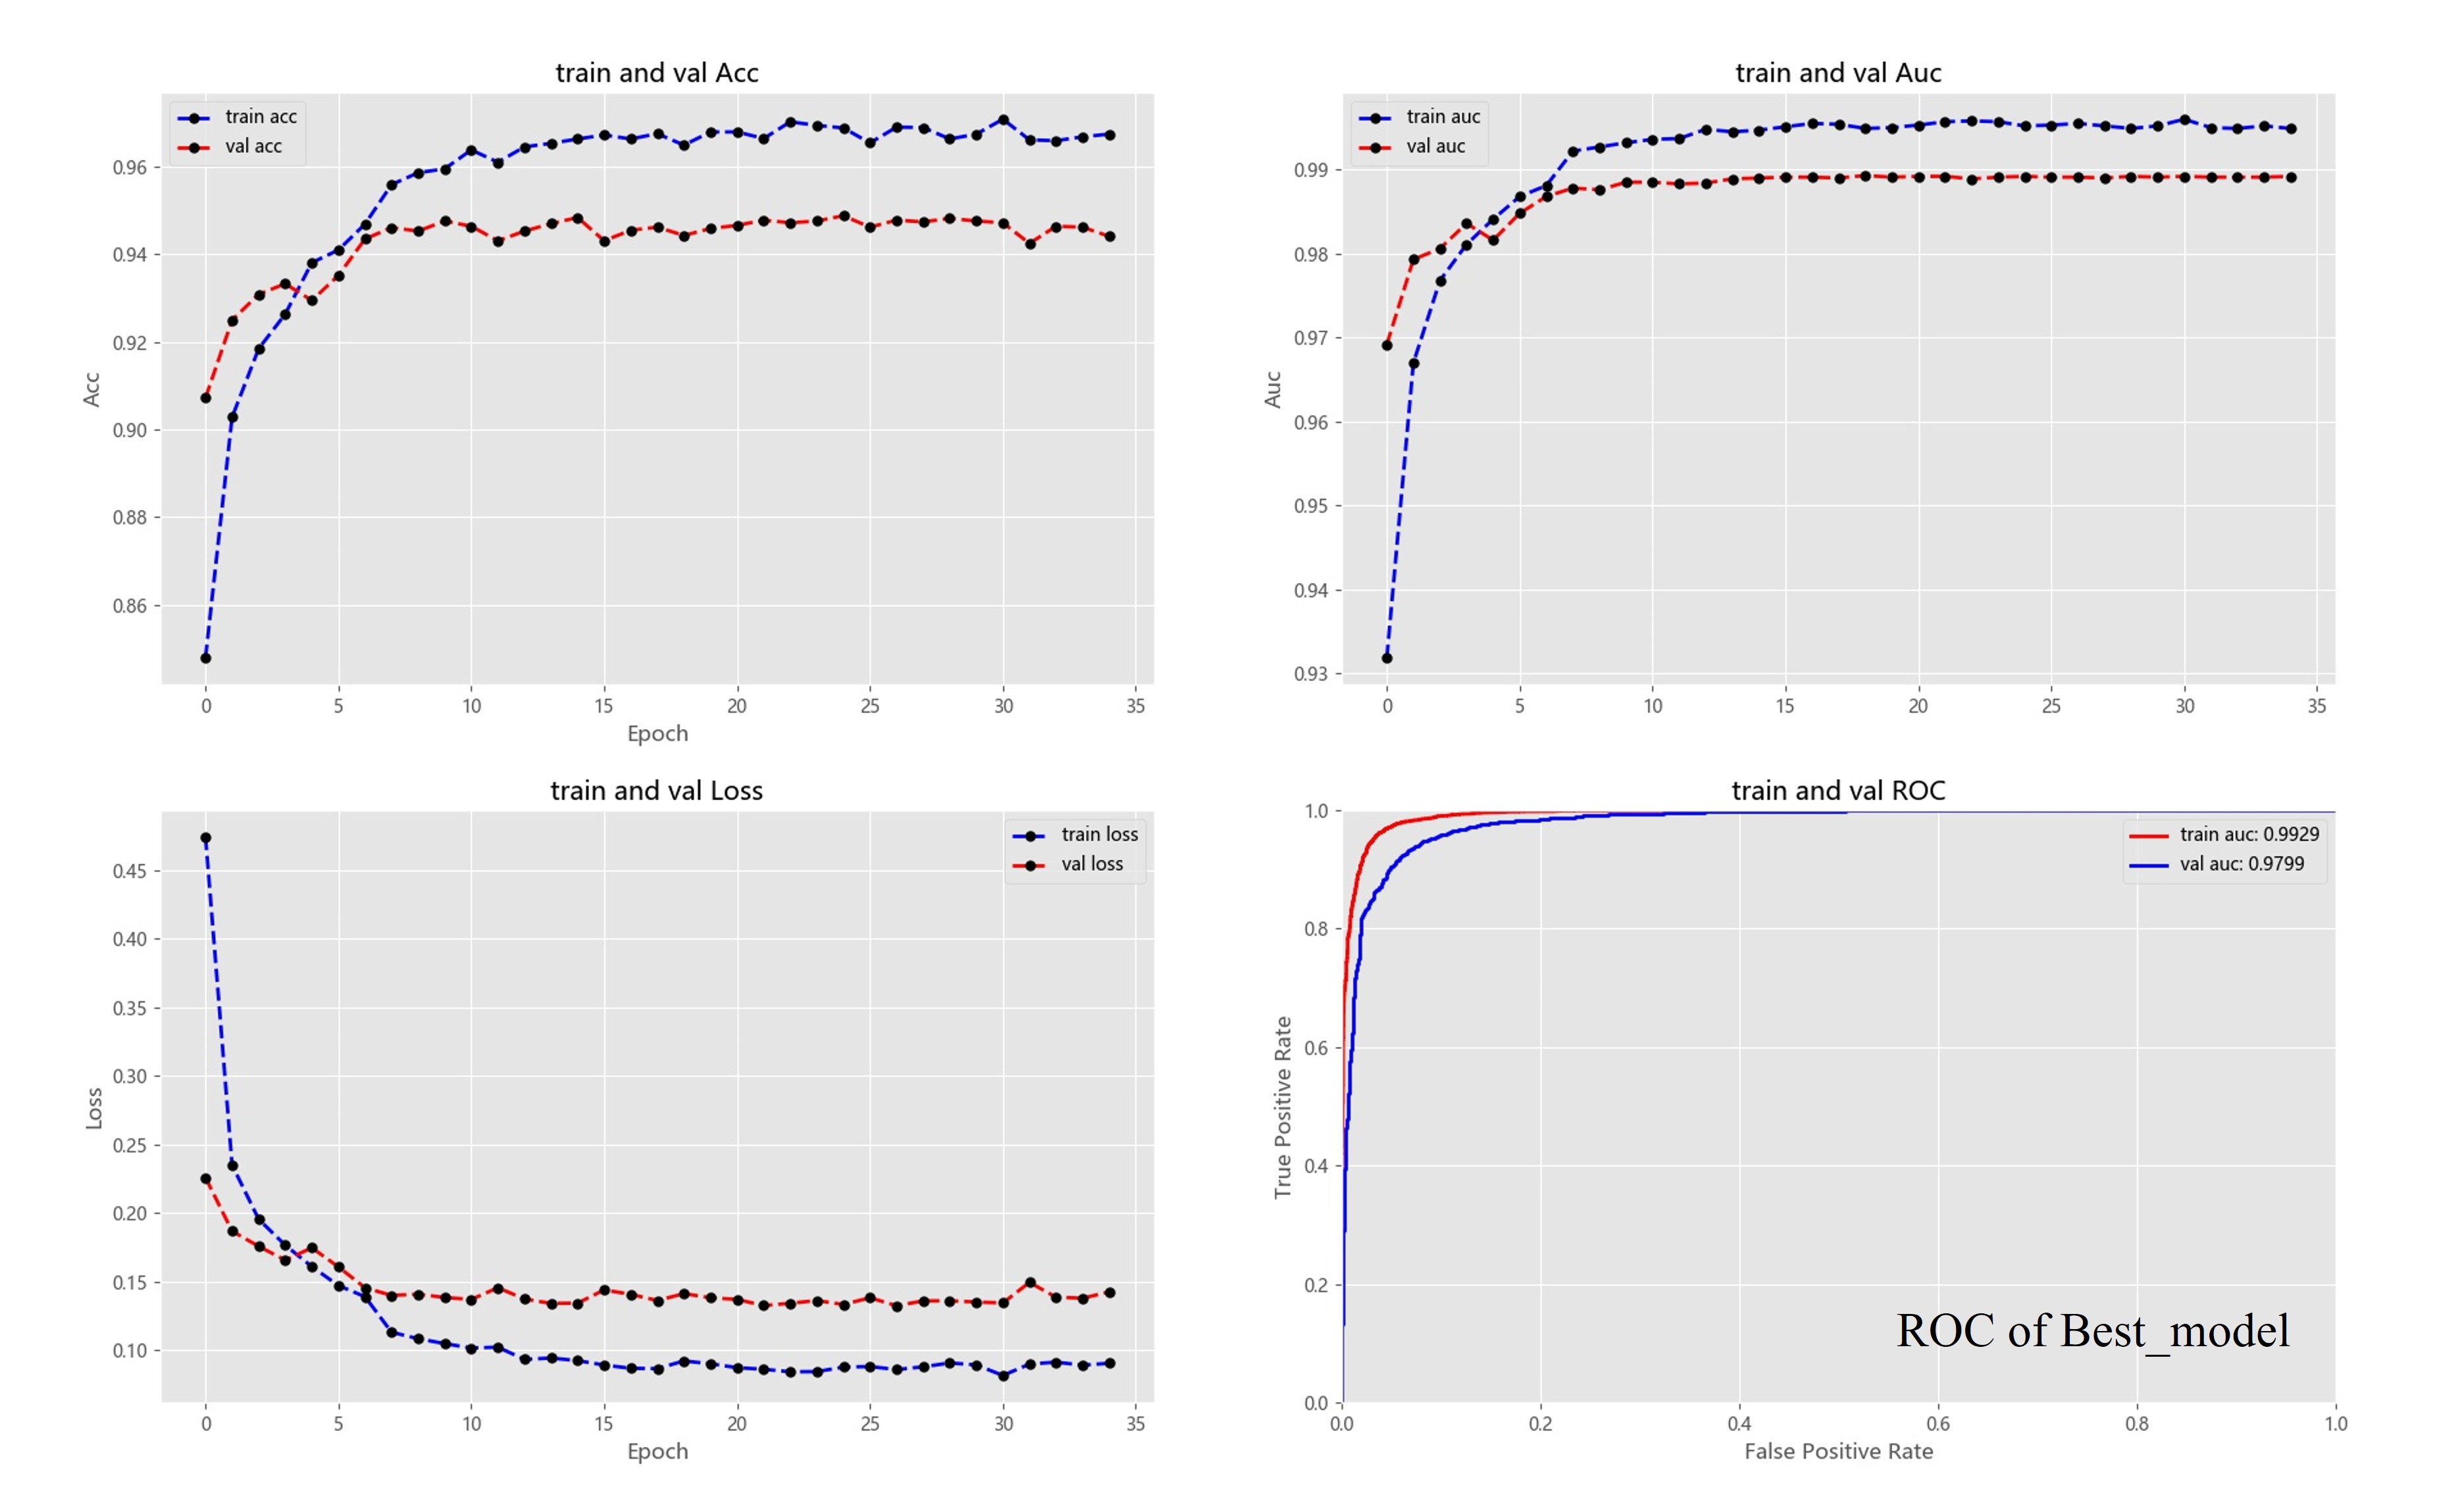 train and val Acc
train acc
val acc
0.96
0.94
0.92
0.90
0.88
0.86
Acc
0 5 10 15 20 25 30 35
Epoch
train and val Auc
train auc
val auc
0.99
0.98
0.97
0.96
0.95
0.94
0.93
Auc
0 5 10 15 20 25 30 35
train and val Loss
train loss
val loss
0.45
0.40
0.35
0.30
0.25
0.20
0.15
0.10
Loss
0 5 10 15 20 25 30 35
Epoch
train and val ROC
train auc: 0.9929
val auc: 0.9799
1.0
0.8
0.6
0.4
0.2
0.0
True Positive Rate
ROC of Best_model
0.0 0.2 0.4 0.6 0.8 1.0
False Positive Rate